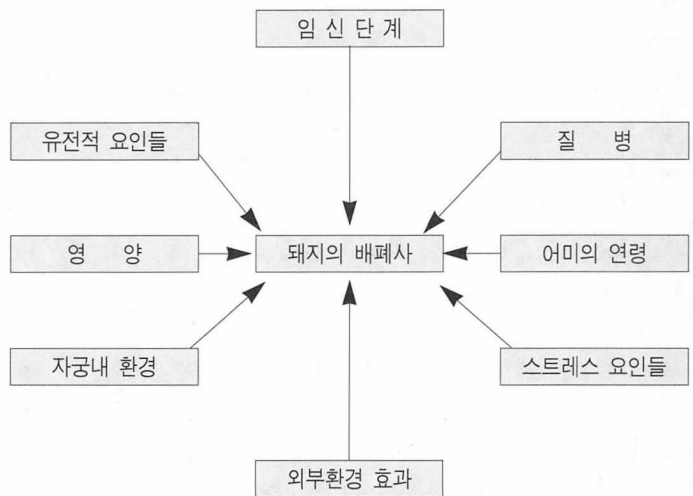 임 신 단 계
유전적 요인들
질 병
영 양
돼지의 배폐사
어미의 연령
자궁내 환경
스트레스 요인들
외부환경 효과